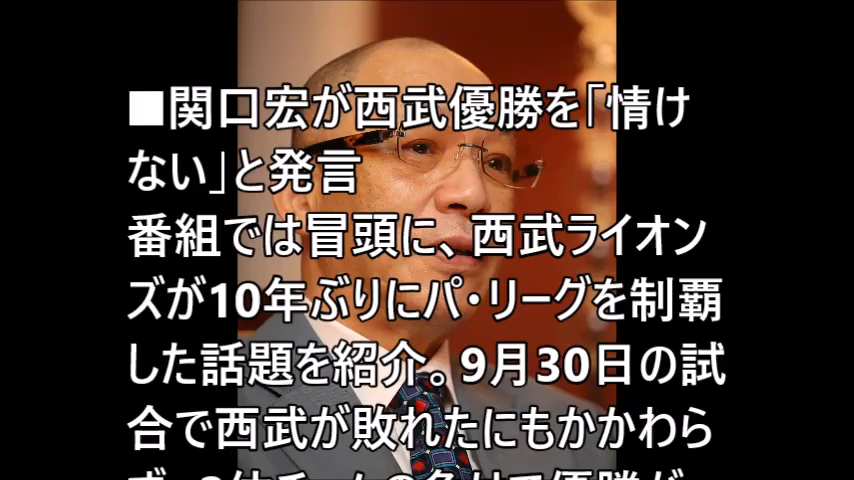 ■関口宏が西武優勝を「情け
ない」と発言
番組では冒頭に、西武ライオン
ズが10年ぶりにパ・リーグを制覇
した話題を紹介。9月30日の試
合で西武が敗れたにもかかわら